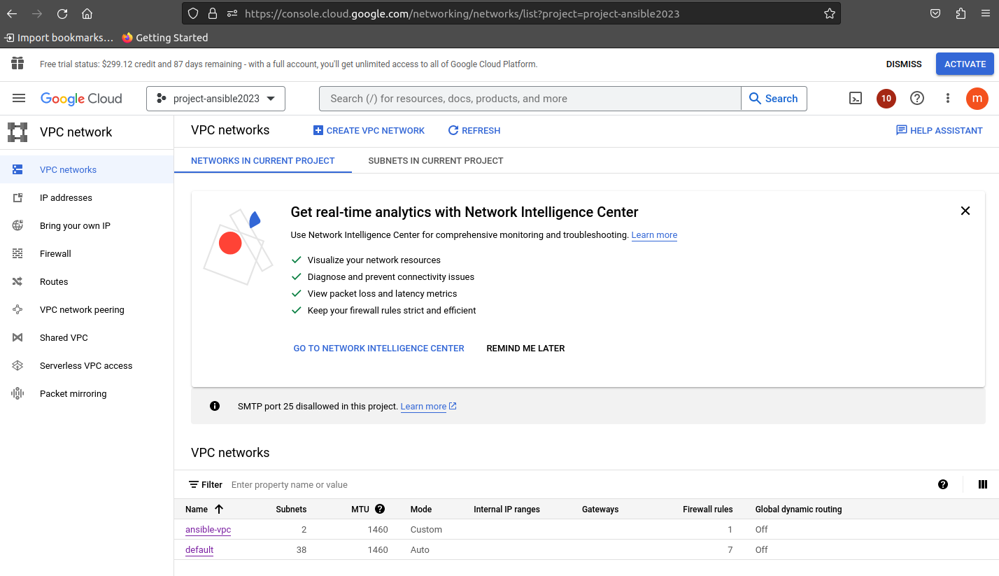 https://console.cloud.google.com/networking/networks/list?project=project-ansible2023
Import bookmarks… Getting Started
Free trial status: $299.12 credit and 87 days remaining - with a full account, you'll get unlimited access to all of Google Cloud Platform. DISMISS ACTIVATE
Google Cloud project-ansible2023 Search (/) for resources, docs, products, and more Search 10 m
VPC network
VPC networks
IP addresses
Bring your own IP
Firewall
Routes
VPC network peering
Shared VPC
Serverless VPC access
Packet mirroring
VPC networks CREATE VPC NETWORK REFRESH HELP ASSISTANT
NETWORKS IN CURRENT PROJECT SUBNETS IN CURRENT PROJECT
Get real-time analytics with Network Intelligence Center
Use Network Intelligence Center for comprehensive monitoring and troubleshooting. Learn more
Visualize your network resources
Diagnose and prevent connectivity issues
View packet loss and latency metrics
Keep your firewall rules strict and efficient
GO TO NETWORK INTELLIGENCE CENTER REMIND ME LATER
SMTP port 25 disallowed in this project. Learn more
VPC networks
Filter Enter property name or value
Name Subnets MTU Mode Internal IP ranges Gateways Firewall rules Global dynamic routing
ansible-vpc 2 1460 Custom 1 Off
default 38 1460 Auto 7 Off